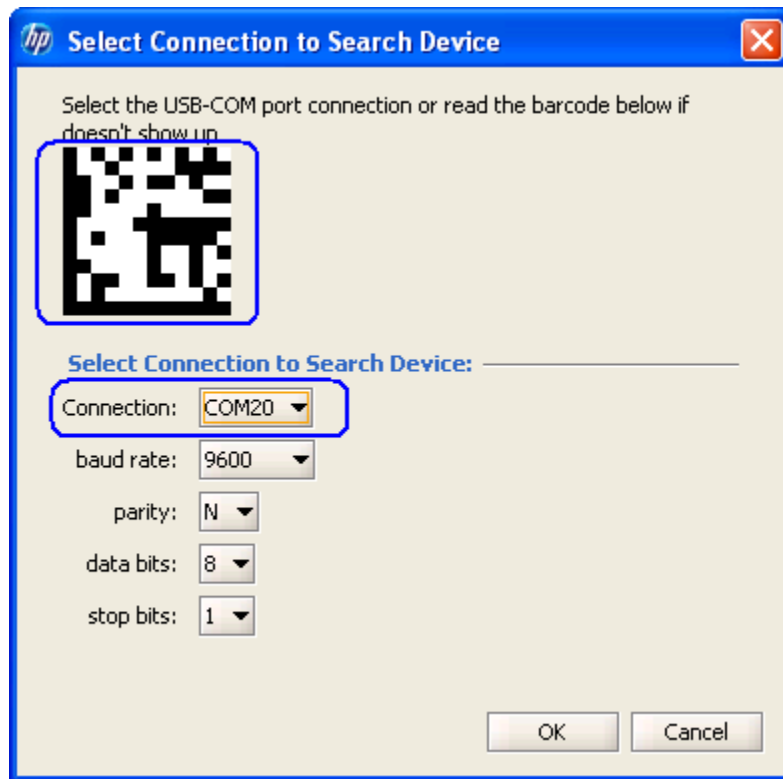 hp Select Connection to Search Device
Select the USB-COM port connection or read the barcode below if
doesn't show up
Select Connection to Search Device:
Connection: COM20
baud rate: 9600
parity: N
data bits: 8
stop bits: 1
OK Cancel